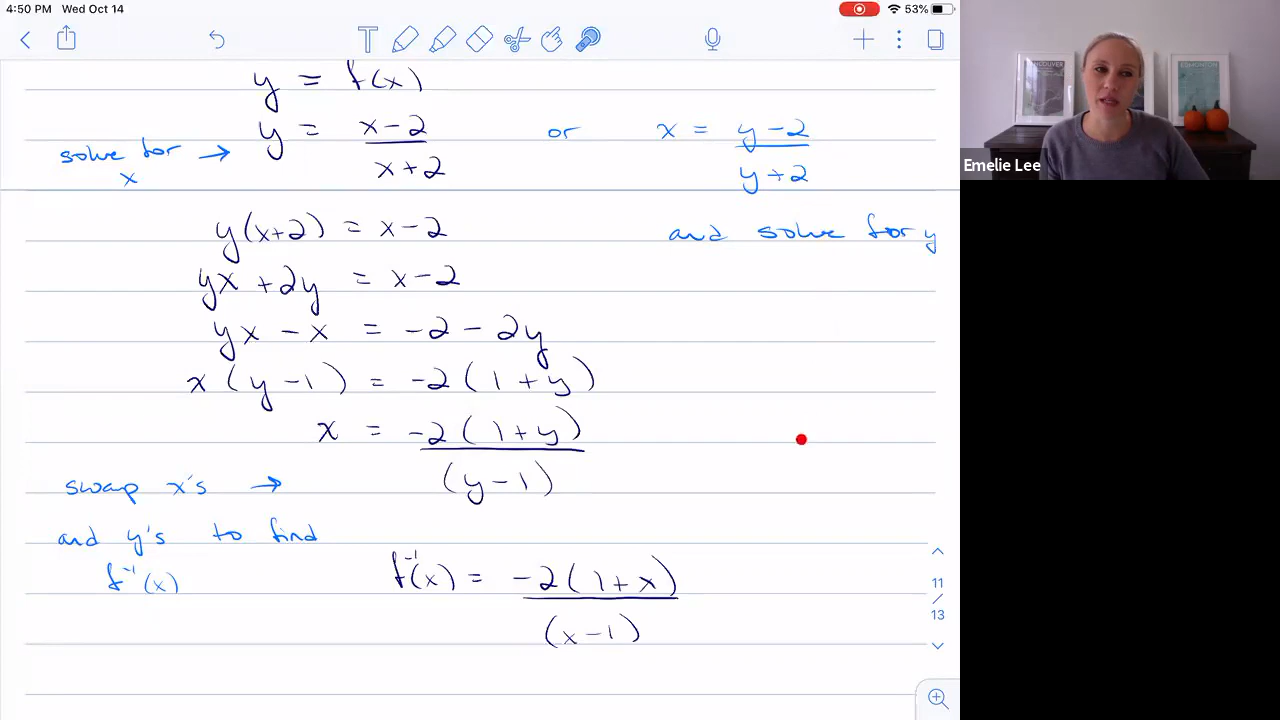 4:50 PM Wed Oct 14
53%
T
y = f(x)
y = x-2 / x+2 or x = y-2 / y+2
solve for → x
y(x+2) = x-2 and solve for y
yx + 2y = x-2
yx - x = -2 - 2y
x(y-1) = -2(1+y)
x = -2(1+y) / (y-1)
swap x's →
and y's to find
f⁻¹(x)
f⁻¹(x) = -2(1+x) / (x-1)
11
/
13
VANCOUVER
EDMONTON
Emelie Lee